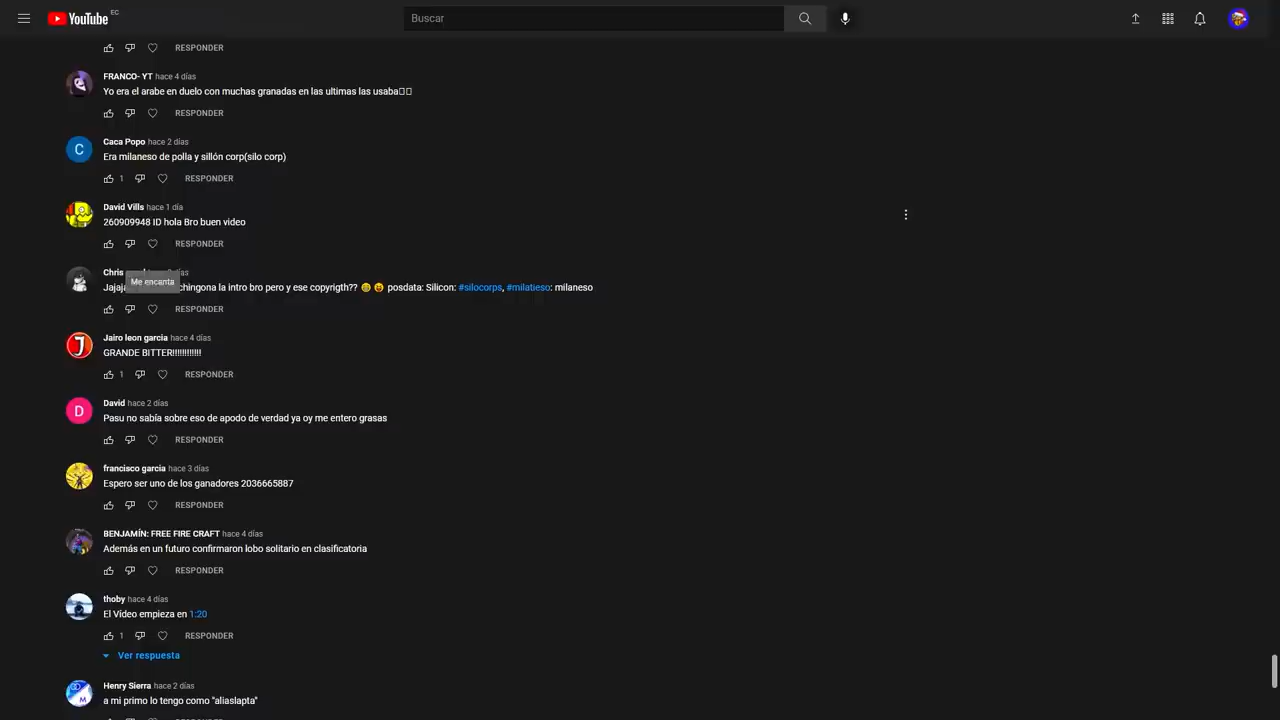 YouTube EC
Buscar
RESPONDER
FRANCO- YT hace 4 días
Yo era el arabe en duelo con muchas granadas en las ultimas las usaba
RESPONDER
C
Caca Popo hace 2 días
Era milaneso de polla y sillón corp(silo corp)
1 RESPONDER
David Vills hace 1 día
260909948 ID hola Bro buen video
RESPONDER
Chris días
Me encanta
chingona la intro bro pero y ese copyrigth?? posdata: Silicon: #silocorps, #milatieso: milaneso
RESPONDER
J
Jairo leon garcia hace 4 días
GRANDE BITTER!!!!!!!!!!!!
1 RESPONDER
D
David hace 2 días
Pasu no sabía sobre eso de apodo de verdad ya oy me entero grasas
RESPONDER
francisco garcia hace 3 días
Espero ser uno de los ganadores 2036665887
RESPONDER
BENJAMÍN: FREE FIRE CRAFT hace 4 días
Además en un futuro confirmaron lobo solitario en clasificatoria
RESPONDER
thoby hace 4 días
El Vídeo empieza en 1:20
1 RESPONDER
Ver respuesta
Henry Sierra hace 2 días
a mi primo lo tengo como "aliaslapta"